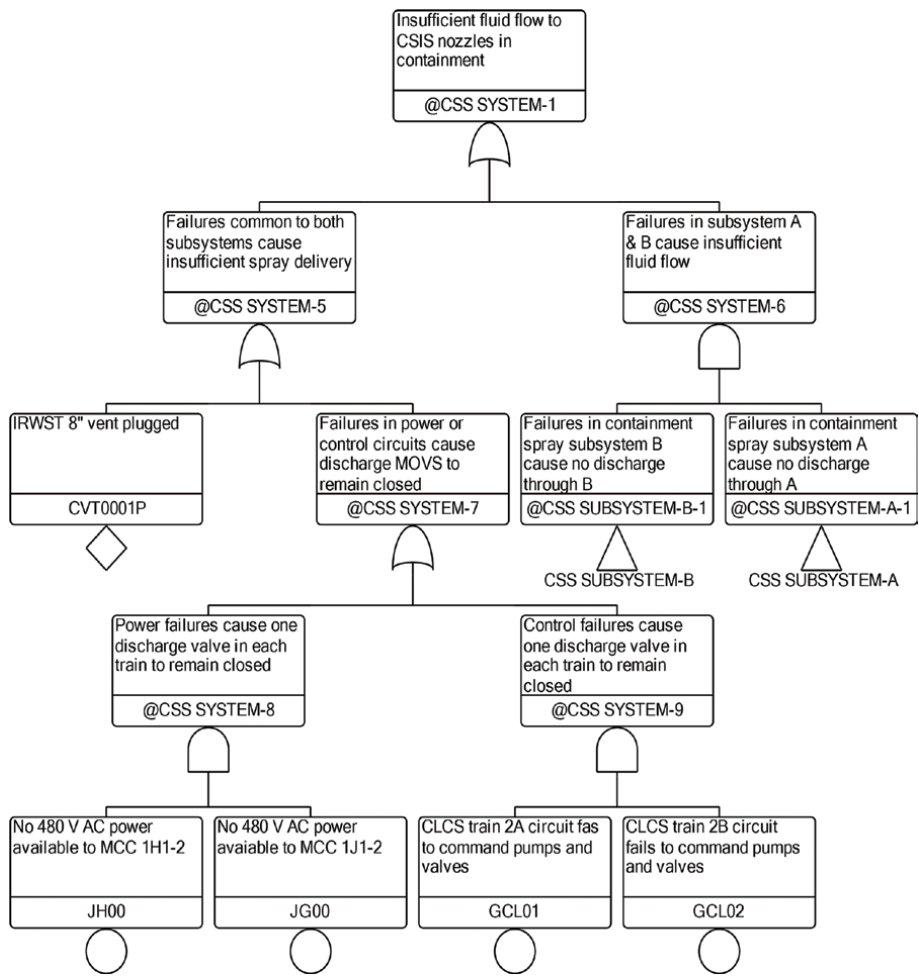 Insufficient fluid flow to
CSIS nozzles in
containment
@CSS SYSTEM-1
Failures common to both
subsystems cause
insufficient spray delivery
@CSS SYSTEM-5
Failures in subsystem A
& B cause insufficient
fluid flow
@CSS SYSTEM-6
IRWST 8" vent plugged
CVT0001P
Failures in power or
control circuits cause
discharge MOVS to
remain closed
@CSS SYSTEM-7
Failures in containment
spray subsystem B
cause no discharge
through B
@CSS SUBSYSTEM-B-1
CSS SUBSYSTEM-B
Failures in containment
spray subsystem A
cause no discharge
through A
@CSS SUBSYSTEM-A-1
CSS SUBSYSTEM-A
Power failures cause one
discharge valve in each
train to remain closed
@CSS SYSTEM-8
Control failures cause
one discharge valve in
each train to remain
closed
@CSS SYSTEM-9
No 480 V AC power
available to MCC 1H1-2
JH00
No 480 V AC power
avaiable to MCC 1J1-2
JG00
CLCS train 2A circuit fas
to command pumps and
valves
GCL01
CLCS train 2B circuit
fails to command pumps
and valves
GCL02